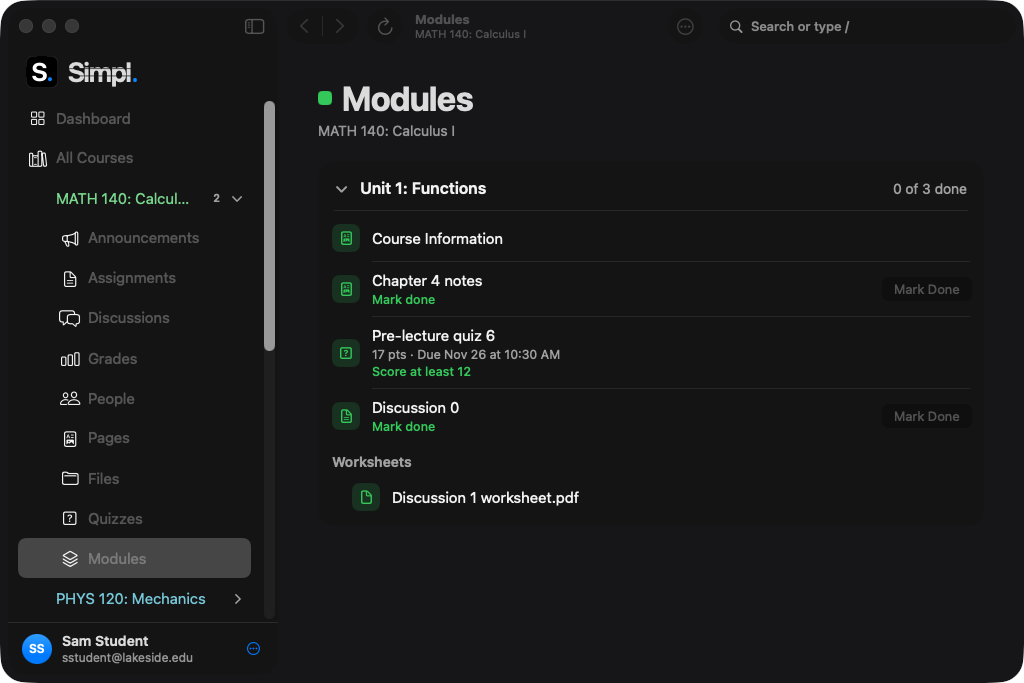 Modules
MATH 140: Calculus I
Search or type /
S. Simpl.
Dashboard
All Courses
MATH 140: Calcul... 2
Announcements
Assignments
Discussions
Grades
People
Pages
Files
Quizzes
Modules
PHYS 120: Mechanics
SS
Sam Student
sstudent@lakeside.edu
Modules
MATH 140: Calculus I
Unit 1: Functions 0 of 3 done
Course Information
Chapter 4 notes
Mark done
Mark Done
Pre-lecture quiz 6
17 pts · Due Nov 26 at 10:30 AM
Score at least 12
Discussion 0
Mark done
Mark Done
Worksheets
Discussion 1 worksheet.pdf